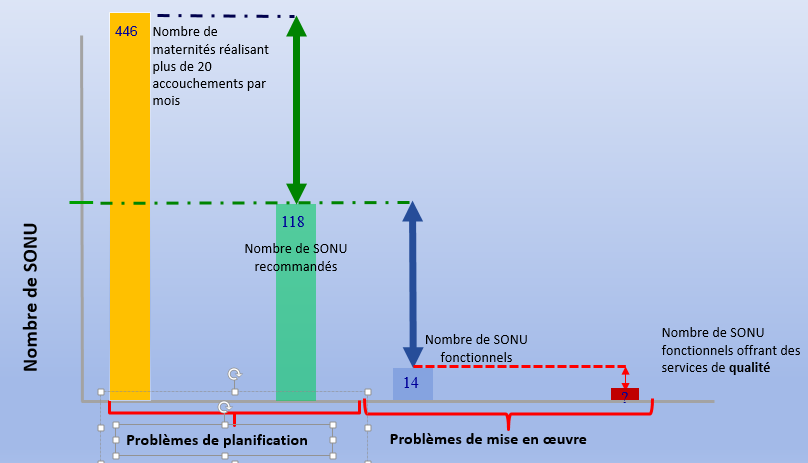 446
Nombre de
maternités réalisant
plus de 20
accouchements par
mois
118
Nombre de SONU
recommandés
Nombre de SONU
Nombre de SONU
fonctionnels
14
Nombre de SONU
fonctionnels offrant des
services de qualité
?
Problèmes de planification
Problèmes de mise en œuvre